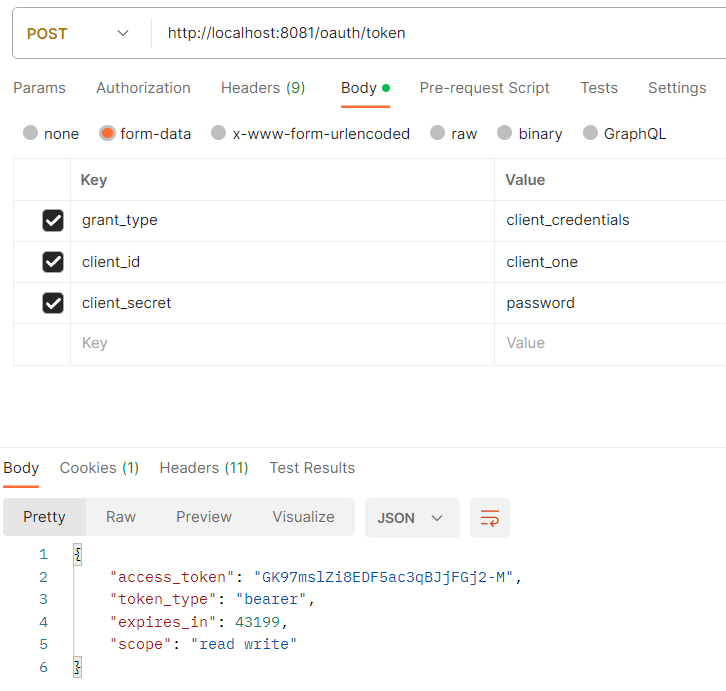 POST http://localhost:8081/oauth/token
Params Authorization Headers (9) Body Pre-request Script Tests Settings
none form-data x-www-form-urlencoded raw binary GraphQL
Key Value
grant_type client_credentials
client_id client_one
client_secret password
Key Value
Body Cookies (1) Headers (11) Test Results
Pretty Raw Preview Visualize JSON
1 {
2 "access_token": "GK97mslZi8EDF5ac3qBJjFGj2-M",
3 "token_type": "bearer",
4 "expires_in": 43199,
5 "scope": "read write"
6 }